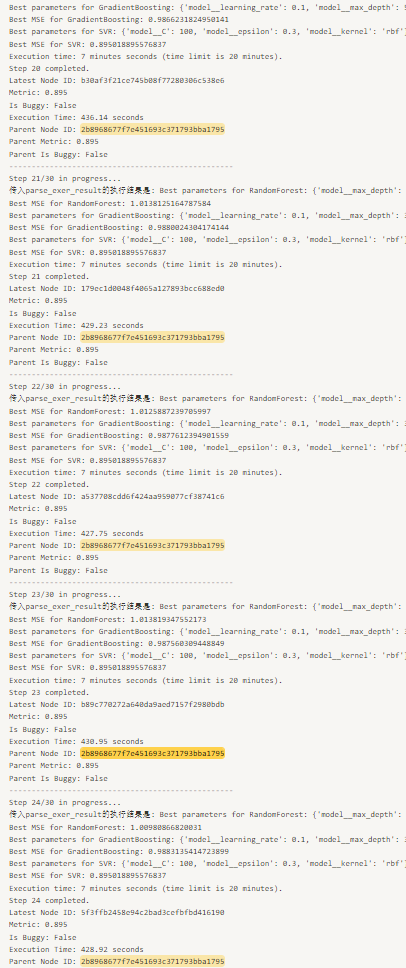 Best parameters for GradientBoosting: {'model__learning_rate': 0.1, 'model__max_depth':
Best MSE for GradientBoosting: 0.9866231824950141
Best parameters for SVR: {'model__C': 100, 'model__epsilon': 0.3, 'model__kernel': 'rbf'}
Best MSE for SVR: 0.895018895576837
Execution time: 7 minutes seconds (time limit is 20 minutes).
Step 20 completed.
Latest Node ID: b30af3f21ce745b08f77280306c538e6
Metric: 0.895
Is Buggy: False
Execution Time: 436.14 seconds
Parent Node ID: 2b8968677f7e451693c371793bba1795
Parent Metric: 0.895
Parent Is Buggy: False
--------------------------------------------------
Step 21/30 in progress...
传入parse_exer_result的执行结果是: Best parameters for RandomForest: {'model__max_depth':
Best MSE for RandomForest: 1.0138125164787584
Best parameters for GradientBoosting: {'model__learning_rate': 0.1, 'model__max_depth':
Best MSE for GradientBoosting: 0.9880024304174144
Best parameters for SVR: {'model__C': 100, 'model__epsilon': 0.3, 'model__kernel': 'rbf'}
Best MSE for SVR: 0.895018895576837
Execution time: 7 minutes seconds (time limit is 20 minutes).
Step 21 completed.
Latest Node ID: 179ec1d0048f4065a127893bcc688ed0
Metric: 0.895
Is Buggy: False
Execution Time: 429.23 seconds
Parent Node ID: 2b8968677f7e451693c371793bba1795
Parent Metric: 0.895
Parent Is Buggy: False
--------------------------------------------------
Step 22/30 in progress...
传入parse_exer_result的执行结果是: Best parameters for RandomForest: {'model__max_depth':
Best MSE for RandomForest: 1.0125887239705997
Best parameters for GradientBoosting: {'model__learning_rate': 0.1, 'model__max_depth':
Best MSE for GradientBoosting: 0.9877612394901559
Best parameters for SVR: {'model__C': 100, 'model__epsilon': 0.3, 'model__kernel': 'rbf'}
Best MSE for SVR: 0.895018895576837
Execution time: 7 minutes seconds (time limit is 20 minutes).
Step 22 completed.
Latest Node ID: a537708cdd6f424aa959077cf38741c6
Metric: 0.895
Is Buggy: False
Execution Time: 427.75 seconds
Parent Node ID: 2b8968677f7e451693c371793bba1795
Parent Metric: 0.895
Parent Is Buggy: False
--------------------------------------------------
Step 23/30 in progress...
传入parse_exer_result的执行结果是: Best parameters for RandomForest: {'model__max_depth':
Best MSE for RandomForest: 1.013819347552173
Best parameters for GradientBoosting: {'model__learning_rate': 0.1, 'model__max_depth':
Best MSE for GradientBoosting: 0.987560309448849
Best parameters for SVR: {'model__C': 100, 'model__epsilon': 0.3, 'model__kernel': 'rbf'}
Best MSE for SVR: 0.895018895576837
Execution time: 7 minutes seconds (time limit is 20 minutes).
Step 23 completed.
Latest Node ID: b89c770272a640da9aed7157f2980bdb
Metric: 0.895
Is Buggy: False
Execution Time: 430.95 seconds
Parent Node ID: 2b8968677f7e451693c371793bba1795
Parent Metric: 0.895
Parent Is Buggy: False
--------------------------------------------------
Step 24/30 in progress...
传入parse_exer_result的执行结果是: Best parameters for RandomForest: {'model__max_depth':
Best MSE for RandomForest: 1.00980866820031
Best parameters for GradientBoosting: {'model__learning_rate': 0.1, 'model__max_depth':
Best MSE for GradientBoosting: 0.9883135414723899
Best parameters for SVR: {'model__C': 100, 'model__epsilon': 0.3, 'model__kernel': 'rbf'}
Best MSE for SVR: 0.895018895576837
Execution time: 7 minutes seconds (time limit is 20 minutes).
Step 24 completed.
Latest Node ID: 5f3ffb2458e94c2bad3cefbfbd416190
Metric: 0.895
Is Buggy: False
Execution Time: 428.92 seconds
Parent Node ID: 2b8968677f7e451693c371793bba1795